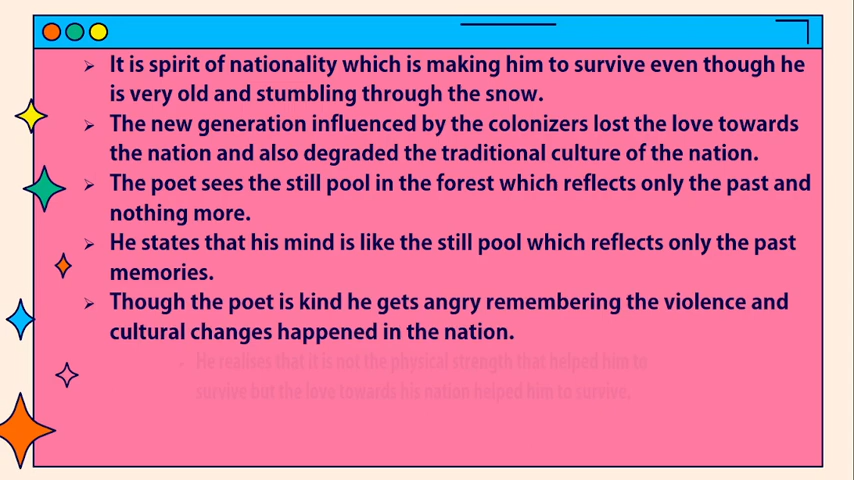 ➢ It is spirit of nationality which is making him to survive even though he
is very old and stumbling through the snow.
➢ The new generation influenced by the colonizers lost the love towards
the nation and also degraded the traditional culture of the nation.
➢ The poet sees the still pool in the forest which reflects only the past and
nothing more.
➢ He states that his mind is like the still pool which reflects only the past
memories.
➢ Though the poet is kind he gets angry remembering the violence and
cultural changes happened in the nation.
• He realises that it is not the physical strength that helped him to
survive but the love towards his nation helped him to survive.